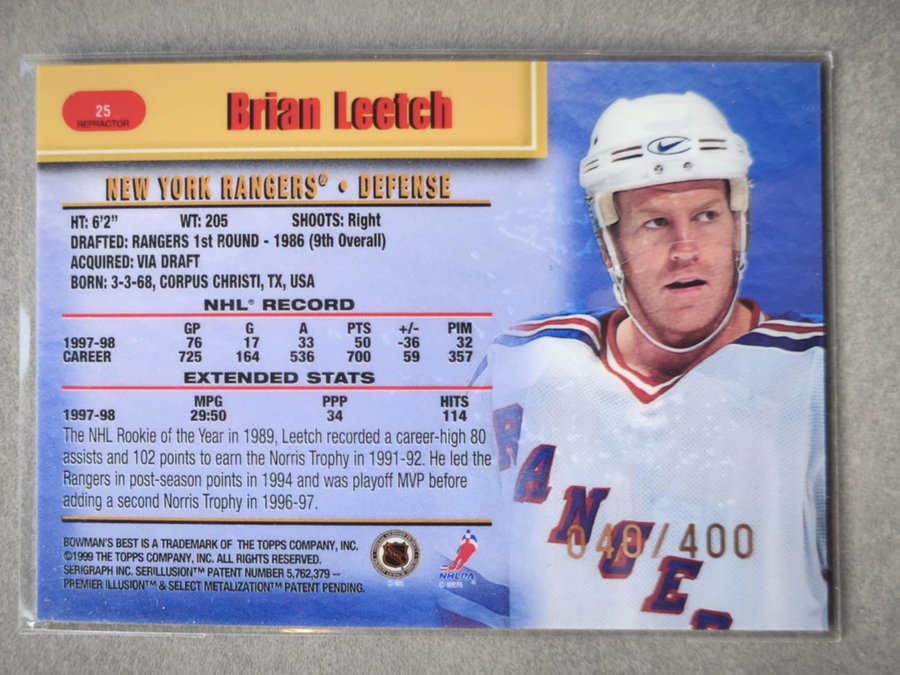 25
REFRACTOR
Brian Leetch
NEW YORK RANGERS® • DEFENSE
HT: 6'2" WT: 205 SHOOTS: Right
DRAFTED: RANGERS 1st ROUND - 1986 (9th Overall)
ACQUIRED: VIA DRAFT
BORN: 3-3-68, CORPUS CHRISTI, TX, USA
NHL® RECORD
GP G A PTS +/- PIM
1997-98 76 17 33 50 -36 32
CAREER 725 164 536 700 59 357
EXTENDED STATS
MPG PPP HITS
1997-98 29:50 34 114
The NHL Rookie of the Year in 1989, Leetch recorded a career-high 80
assists and 102 points to earn the Norris Trophy in 1991-92. He led the
Rangers in post-season points in 1994 and was playoff MVP before
adding a second Norris Trophy in 1996-97.
BOWMAN'S BEST IS A TRADEMARK OF THE TOPPS COMPANY, INC.
©1999 THE TOPPS COMPANY, INC. ALL RIGHTS RESERVED.
SERIGRAPH INC. SERILLUSION™ PATENT NUMBER 5,762,379 --
PREMIER ILLUSION™ & SELECT METALIZATION™ PATENT PENDING.
NHL
NHLPA
© NHLPA
RANGER
040/400